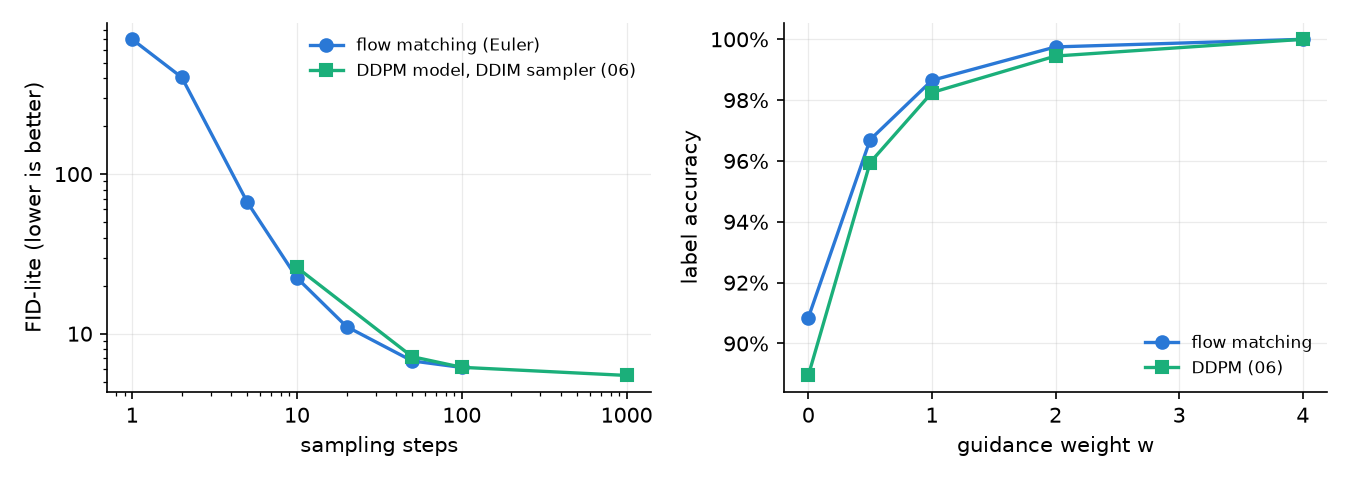 FID-lite (lower is better)
100
10
flow matching (Euler)
DDPM model, DDIM sampler (06)
1
10
100
1000
sampling steps
label accuracy
100%
98%
96%
94%
92%
90%
flow matching
DDPM (06)
0
1
2
3
4
guidance weight w